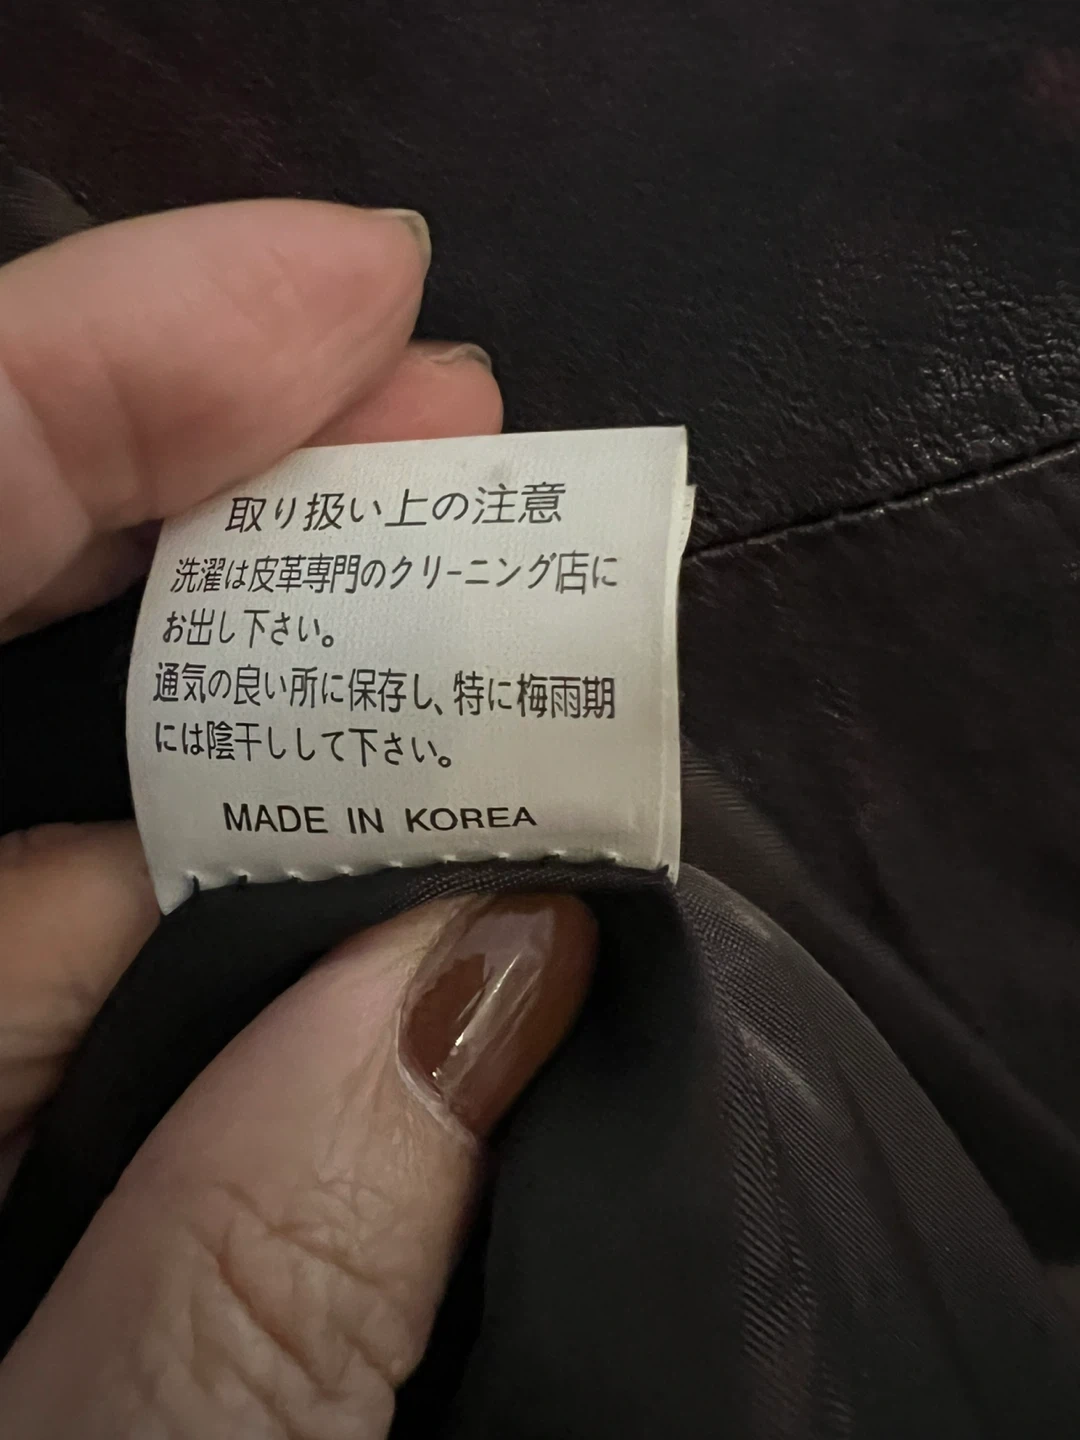 取り扱い上の注意
洗濯は皮革専門のクリーニング店に
お出し下さい。
通気の良い所に保存し、特に梅雨期
には陰干しして下さい。
MADE IN KOREA